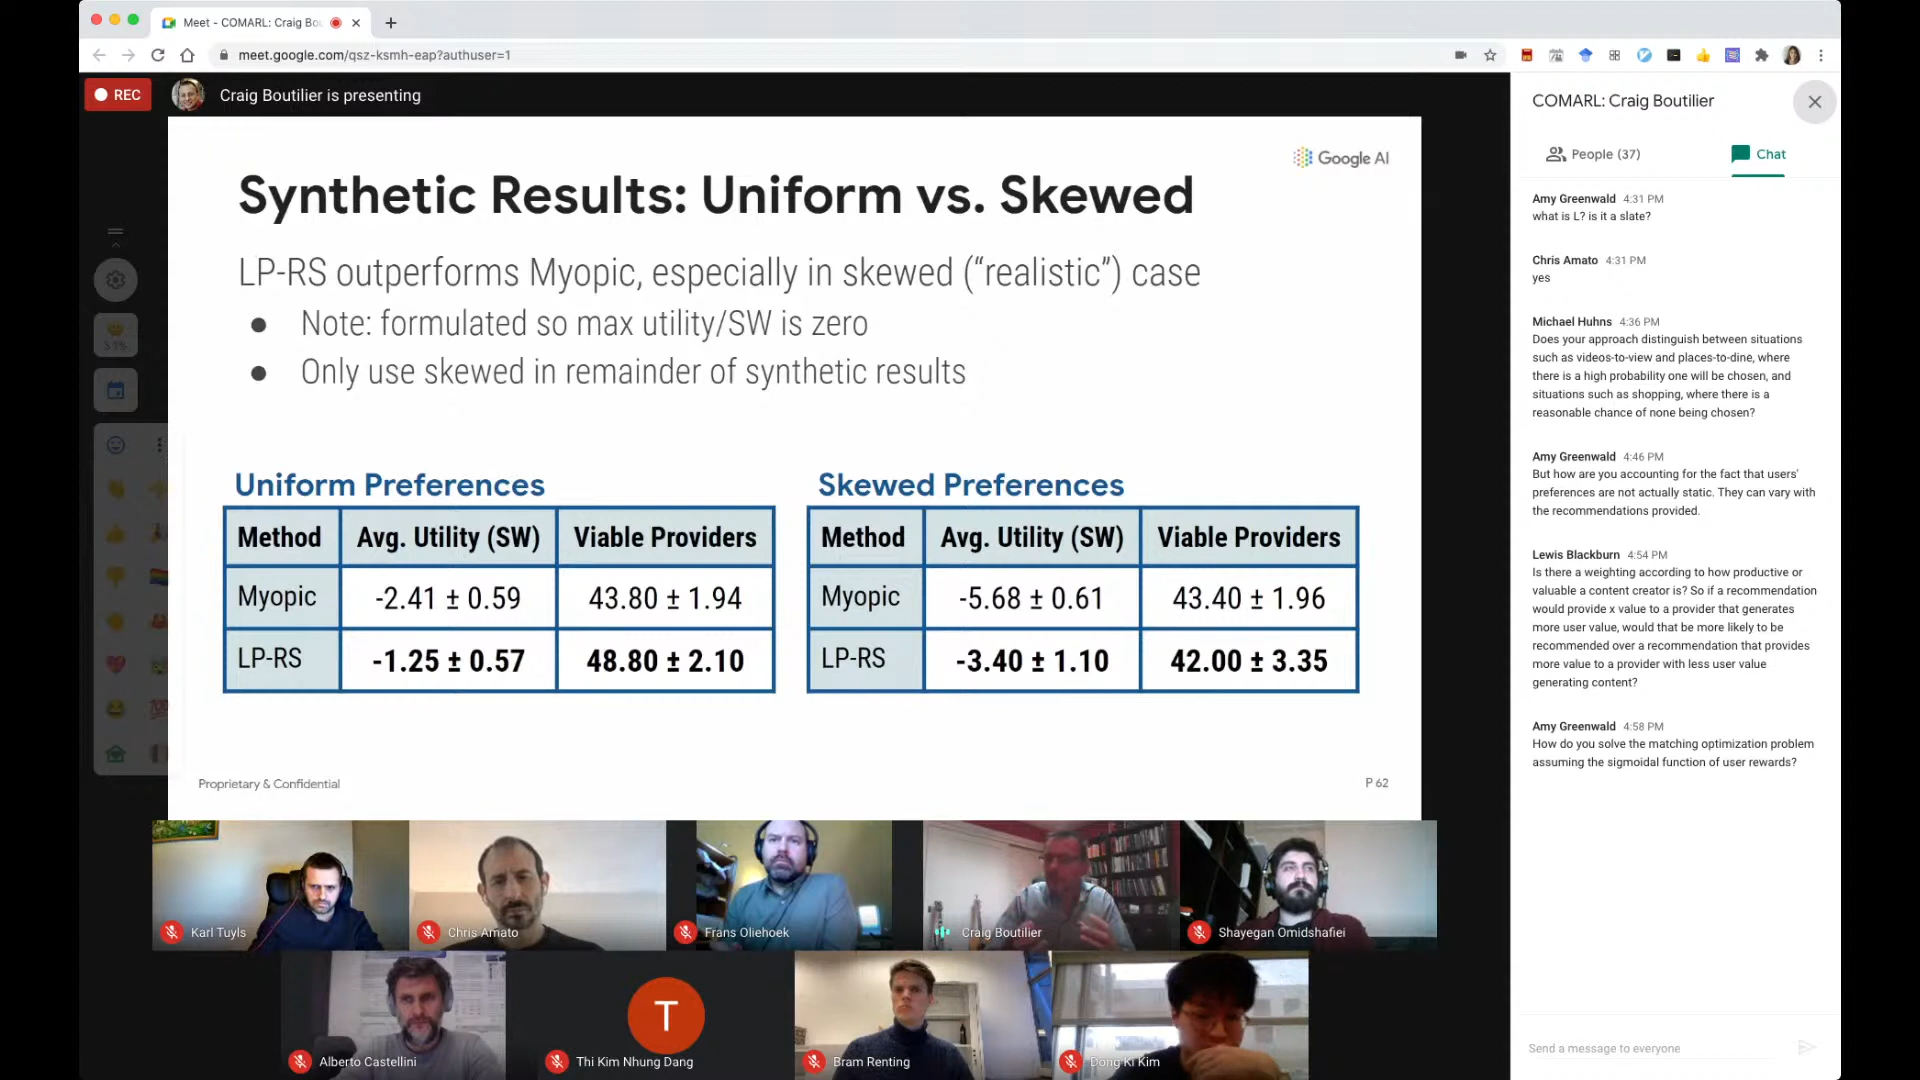 Meet - COMARL: Craig Bou
meet.google.com/qsz-ksmh-eap?authuser=1
REC
Craig Boutilier is presenting
Google AI
Synthetic Results: Uniform vs. Skewed
LP-RS outperforms Myopic, especially in skewed (“realistic”) case
● Note: formulated so max utility/SW is zero
● Only use skewed in remainder of synthetic results
Uniform Preferences
Method Avg. Utility (SW) Viable Providers
Myopic -2.41 ± 0.59 43.80 ± 1.94
LP-RS -1.25 ± 0.57 48.80 ± 2.10
Skewed Preferences
Method Avg. Utility (SW) Viable Providers
Myopic -5.68 ± 0.61 43.40 ± 1.96
LP-RS -3.40 ± 1.10 42.00 ± 3.35
Proprietary & Confidential
P 62
Karl Tuyls
Chris Amato
Frans Oliehoek
Craig Boutilier
Shayegan Omidshafiei
Alberto Castellini
T
Thi Kim Nhung Dang
Bram Renting
Dong Ki Kim
COMARL: Craig Boutilier
People (37)
Chat
Amy Greenwald 4:31 PM
what is L? is it a slate?
Chris Amato 4:31 PM
yes
Michael Huhns 4:36 PM
Does your approach distinguish between situations
such as videos-to-view and places-to-dine, where
there is a high probability one will be chosen, and
situations such as shopping, where there is a
reasonable chance of none being chosen?
Amy Greenwald 4:46 PM
But how are you accounting for the fact that users'
preferences are not actually static. They can vary with
the recommendations provided.
Lewis Blackburn 4:54 PM
Is there a weighting according to how productive or
valuable a content creator is? So if a recommendation
would provide x value to a provider that generates
more user value, would that be more likely to be
recommended over a recommendation that provides
more value to a provider with less user value
generating content?
Amy Greenwald 4:58 PM
How do you solve the matching optimization problem
assuming the sigmoidal function of user rewards?
Send a message to everyone